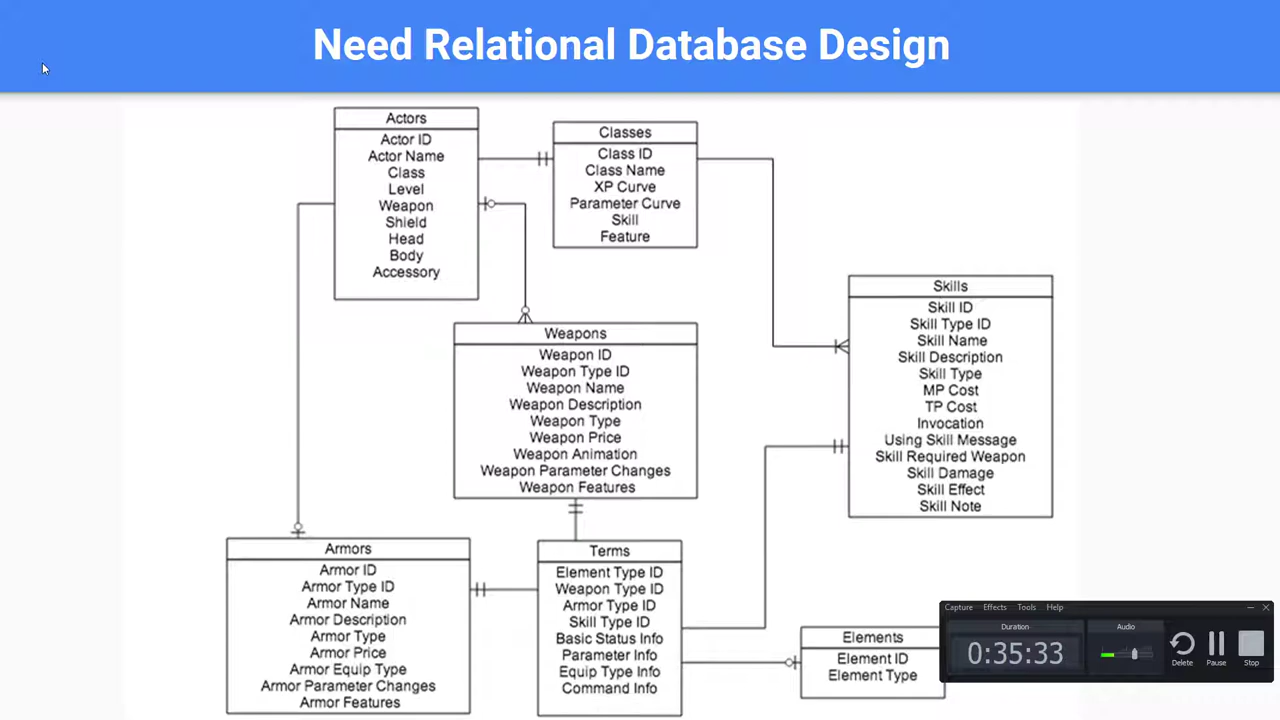 Need Relational Database Design
Actors
Actor ID
Actor Name
Class
Level
Weapon
Shield
Head
Body
Accessory
Classes
Class ID
Class Name
XP Curve
Parameter Curve
Skill
Feature
Skills
Skill ID
Skill Type ID
Skill Name
Skill Description
Skill Type
MP Cost
TP Cost
Invocation
Using Skill Message
Skill Required Weapon
Skill Damage
Skill Effect
Skill Note
Weapons
Weapon ID
Weapon Type ID
Weapon Name
Weapon Description
Weapon Type
Weapon Price
Weapon Animation
Weapon Parameter Changes
Weapon Features
Armors
Armor ID
Armor Type ID
Armor Name
Armor Description
Armor Type
Armor Price
Armor Equip Type
Armor Parameter Changes
Armor Features
Terms
Element Type ID
Weapon Type ID
Armor Type ID
Skill Type ID
Basic Status Info
Parameter Info
Equip Type Info
Command Info
Elements
Element ID
Element Type
Capture Effects Tools Help
Duration
0:35:33
Audio
Delete
Pause
Stop